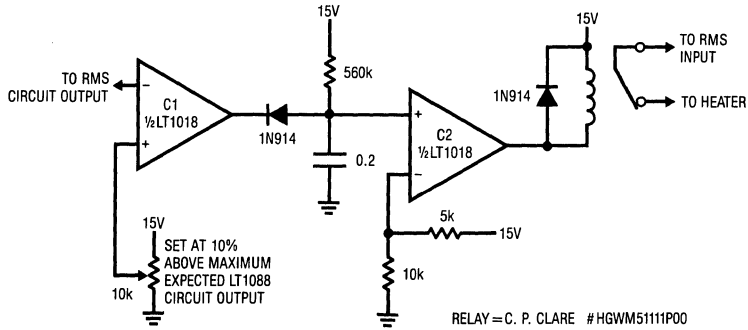 15V
15V
560k
TO RMS
CIRCUIT OUTPUT
−
C1
½LT1018
+
1N914
0.2
+
C2
½LT1018
−
1N914
TO RMS
INPUT
TO HEATER
15V
SET AT 10%
ABOVE MAXIMUM
EXPECTED LT1088
CIRCUIT OUTPUT
10k
5k
15V
10k
RELAY = C. P. CLARE #HGWM51111P00